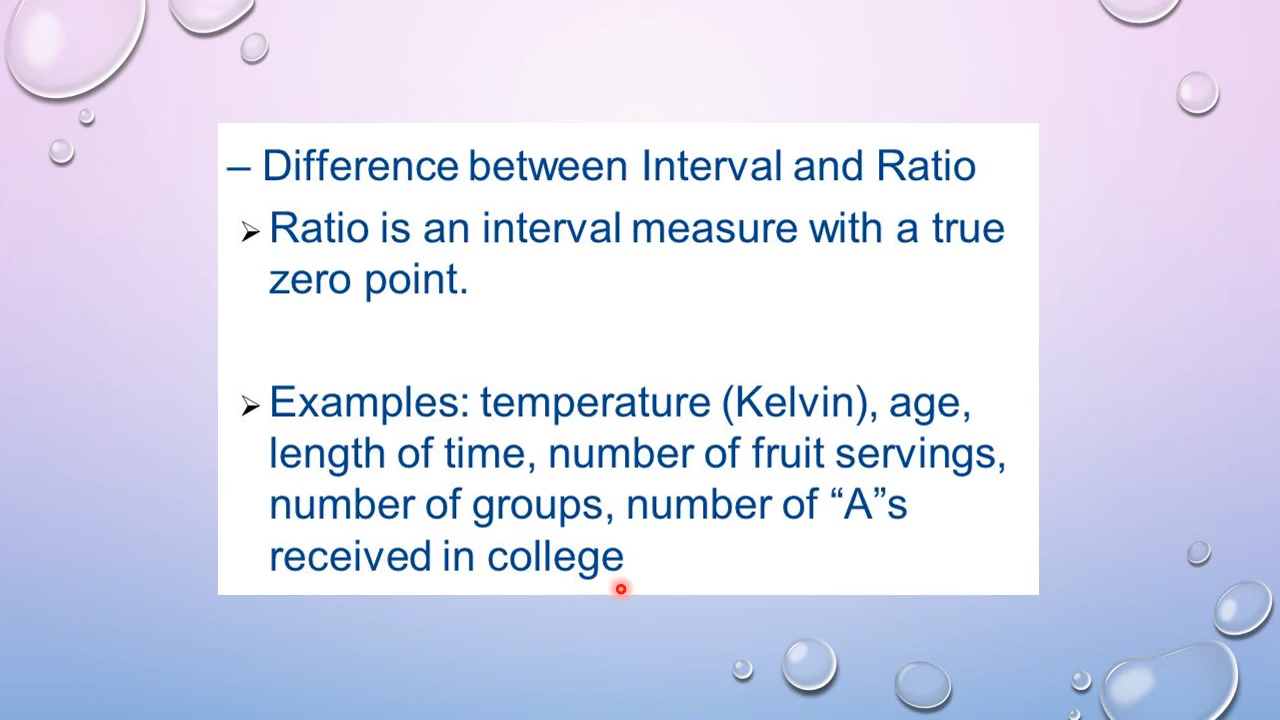 – Difference between Interval and Ratio
➢ Ratio is an interval measure with a true
zero point.
➢ Examples: temperature (Kelvin), age,
length of time, number of fruit servings,
number of groups, number of “A”s
received in college